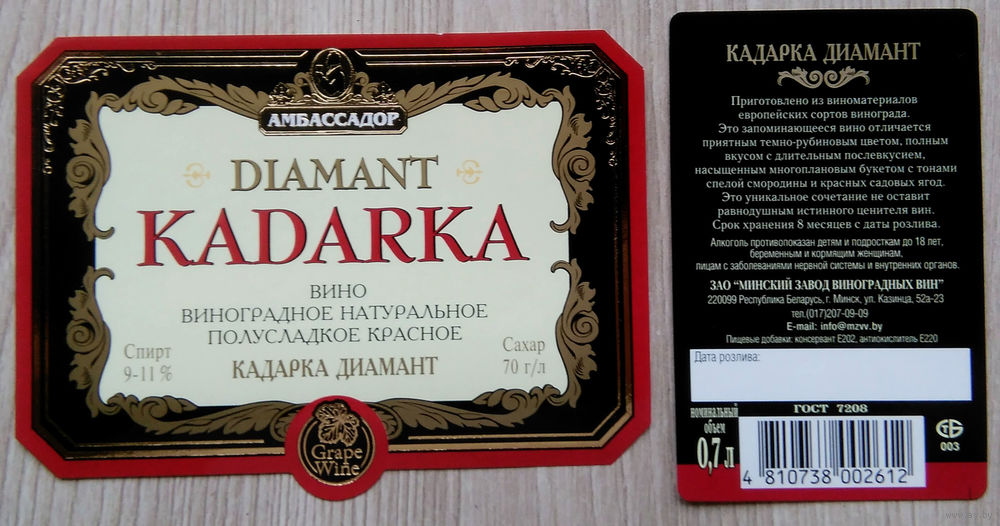 АМБАССАДОР
DIAMANT
KADARKA
ВИНО
ВИНОГРАДНОЕ НАТУРАЛЬНОЕ
ПОЛУСЛАДКОЕ КРАСНОЕ
Спирт
9-11 %
КАДАРКА ДИАМАНТ
Сахар
70 г/л
Grape
Wine
КАДАРКА ДИАМАНТ
Приготовлено из виноматериалов
европейских сортов винограда.
Это запоминающееся вино отличается
приятным темно-рубиновым цветом, полным
вкусом с длительным послевкусием,
насыщенным многоплановым букетом с тонами
спелой смородины и красных садовых ягод.
Это уникальное сочетание не оставит
равнодушным истинного ценителя вин.
Срок хранения 8 месяцев с даты розлива.
Алкоголь противопоказан детям и подросткам до 18 лет,
беременным и кормящим женщинам,
лицам с заболеваниями нервной системы и внутренних органов.
ЗАО “МИНСКИЙ ЗАВОД ВИНОГРАДНЫХ ВИН”
220099 Республика Беларусь, г. Минск, ул. Казинца, 52а-23
тел.(017)207-09-09
E-mail: info@mzvv.by
Пищевые добавки: консервант Е202, антиокислитель Е220
Дата розлива:
ГОСТ 7208
номинальный
объем
0,7 л
4 810738 002612
СТБ
003
www.ay.by